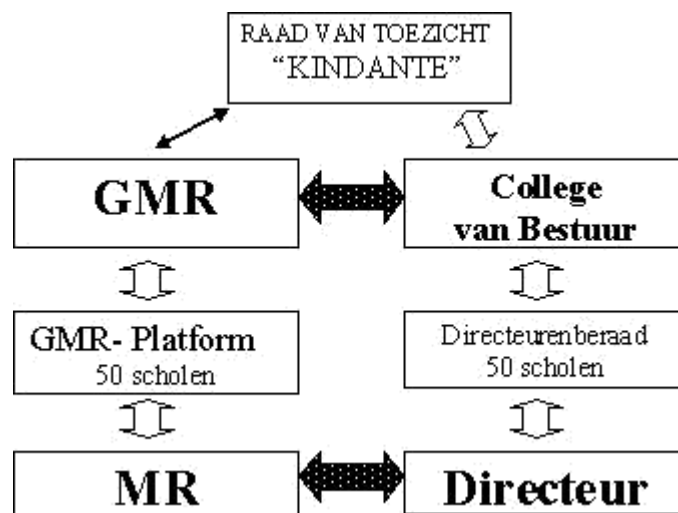 RAAD VAN TOEZICHT
“KINDANTE”
GMR
College
van Bestuur
GMR- Platform
50 scholen
Directeurenberaad
50 scholen
MR
Directeur